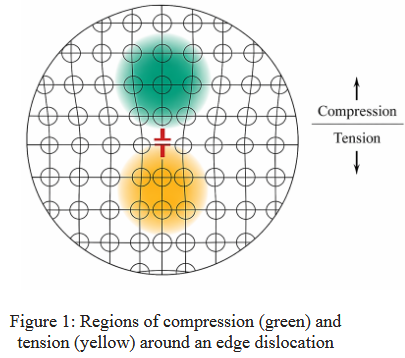 Compression
Tension
Figure 1: Regions of compression (green) and
tension (yellow) around an edge dislocation